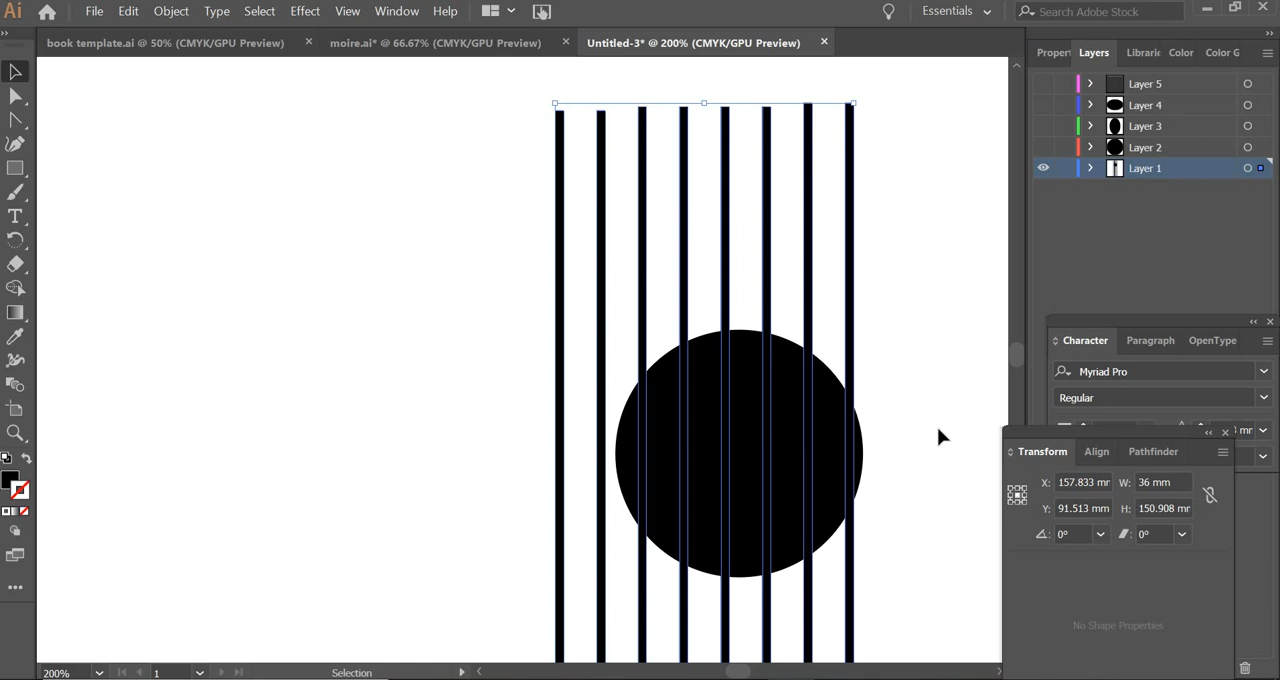 Ai File Edit Object Type Select Effect View Window Help Essentials Search Adobe Stock
book template.ai @ 50% (CMYK/GPU Preview) × moire.ai* @ 66.67% (CMYK/GPU Preview) × Untitled-3* @ 200% (CMYK/GPU Preview) ×
Propert Layers Librarie Color Color G
Layer 5
Layer 4
Layer 3
Layer 2
Layer 1
Character Paragraph OpenType
Myriad Pro
Regular
Transform Align Pathfinder
X: 157.833 mr W: 36 mm
Y: 91.513 mm H: 150.908 mr
0° 0°
No Shape Properties
200% 1 Selection